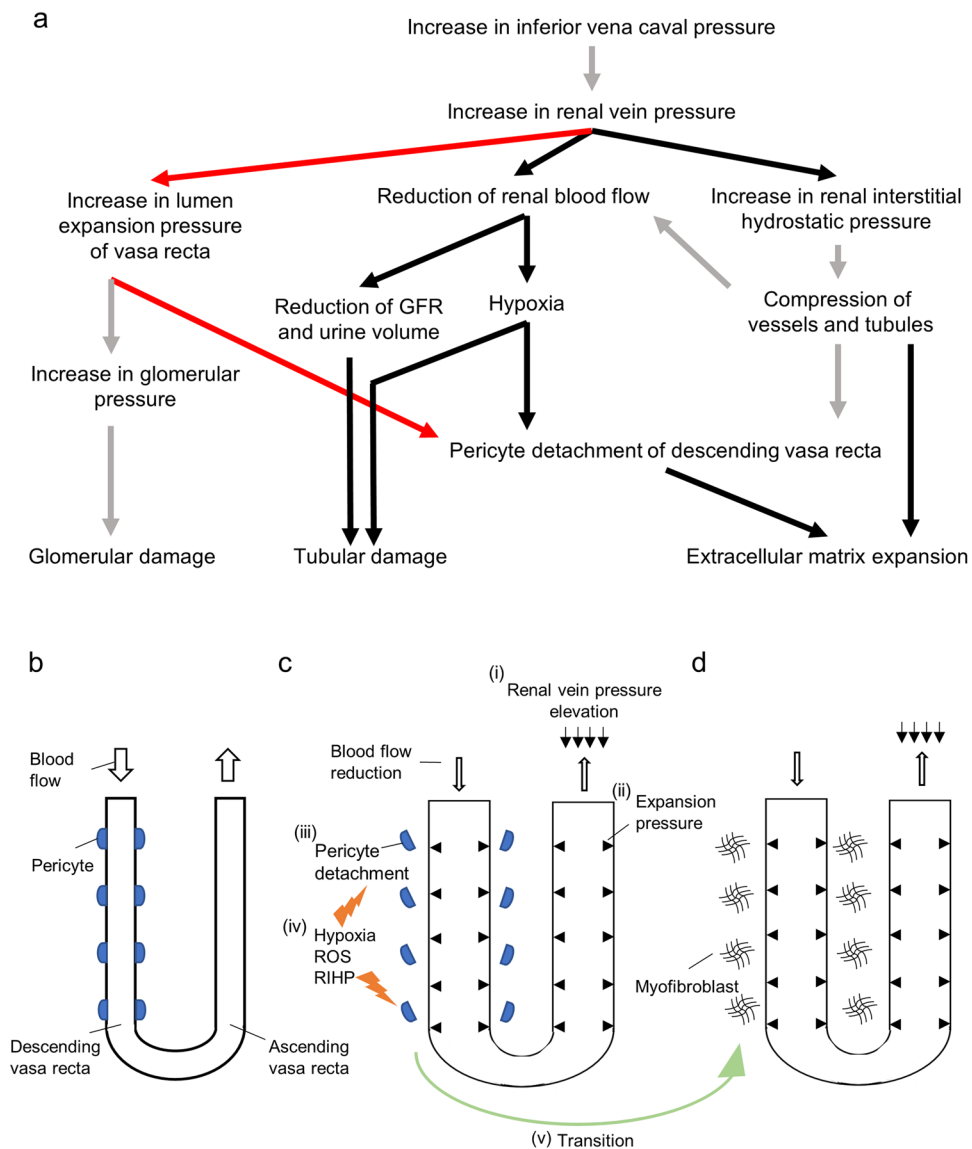 a
Increase in inferior vena caval pressure
Increase in renal vein pressure
Increase in lumen
expansion pressure
of vasa recta
Reduction of renal blood flow
Increase in renal interstitial
hydrostatic pressure
Reduction of GFR
and urine volume
Hypoxia
Compression of
vessels and tubules
Increase in glomerular
pressure
Pericyte detachment of descending vasa recta
Glomerular damage
Tubular damage
Extracellular matrix expansion
b
Blood
flow
Pericyte
Descending
vasa recta
Ascending
vasa recta
c
(i)
Renal vein pressure
elevation
Blood flow
reduction
(ii)
Expansion
pressure
(iii)
Pericyte
detachment
(iv)
Hypoxia
ROS
RIHP
(v) Transition
d
Myofibroblast